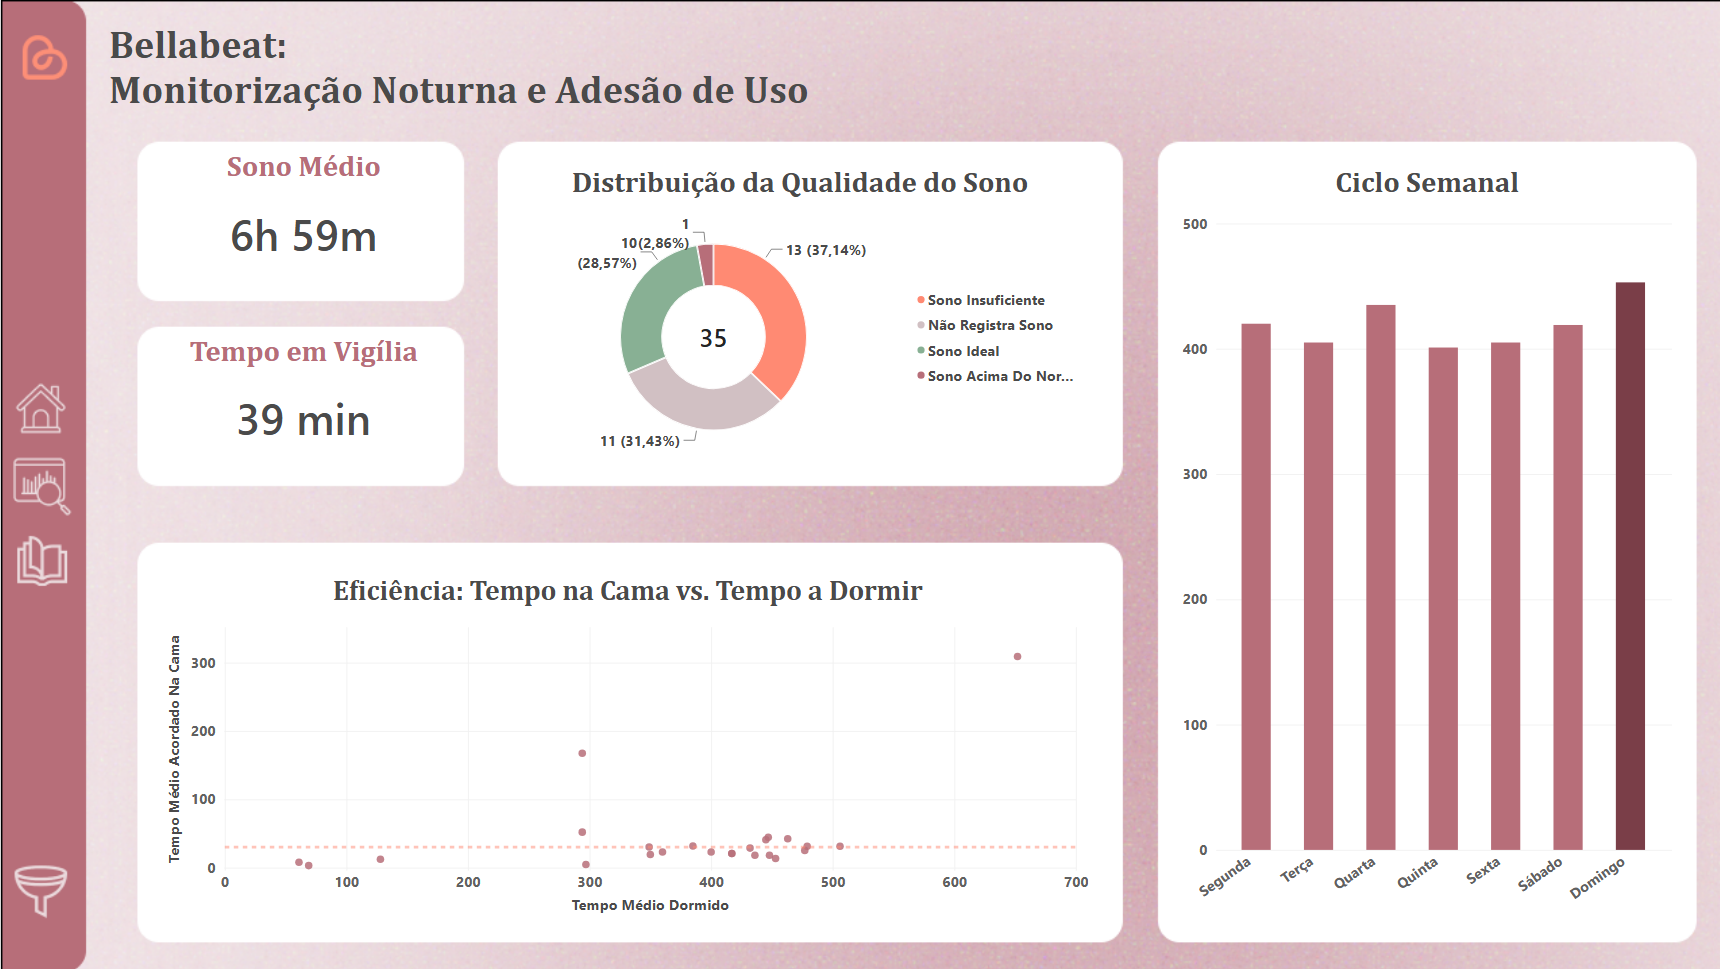 Bellabeat:
Monitorização Noturna e Adesão de Uso
Sono Médio
6h 59m
Tempo em Vigília
39 min
Distribuição da Qualidade do Sono
1
(2,86%)
10
(28,57%)
13 (37,14%)
35
11 (31,43%)
Sono Insuficiente
Não Registra Sono
Sono Ideal
Sono Acima Do Nor...
Eficiência: Tempo na Cama vs. Tempo a Dormir
Tempo Médio Acordado Na Cama
300
200
100
0
0 100 200 300 400 500 600 700
Tempo Médio Dormido
Ciclo Semanal
500
400
300
200
100
0
Segunda Terça Quarta Quinta Sexta Sábado Domingo